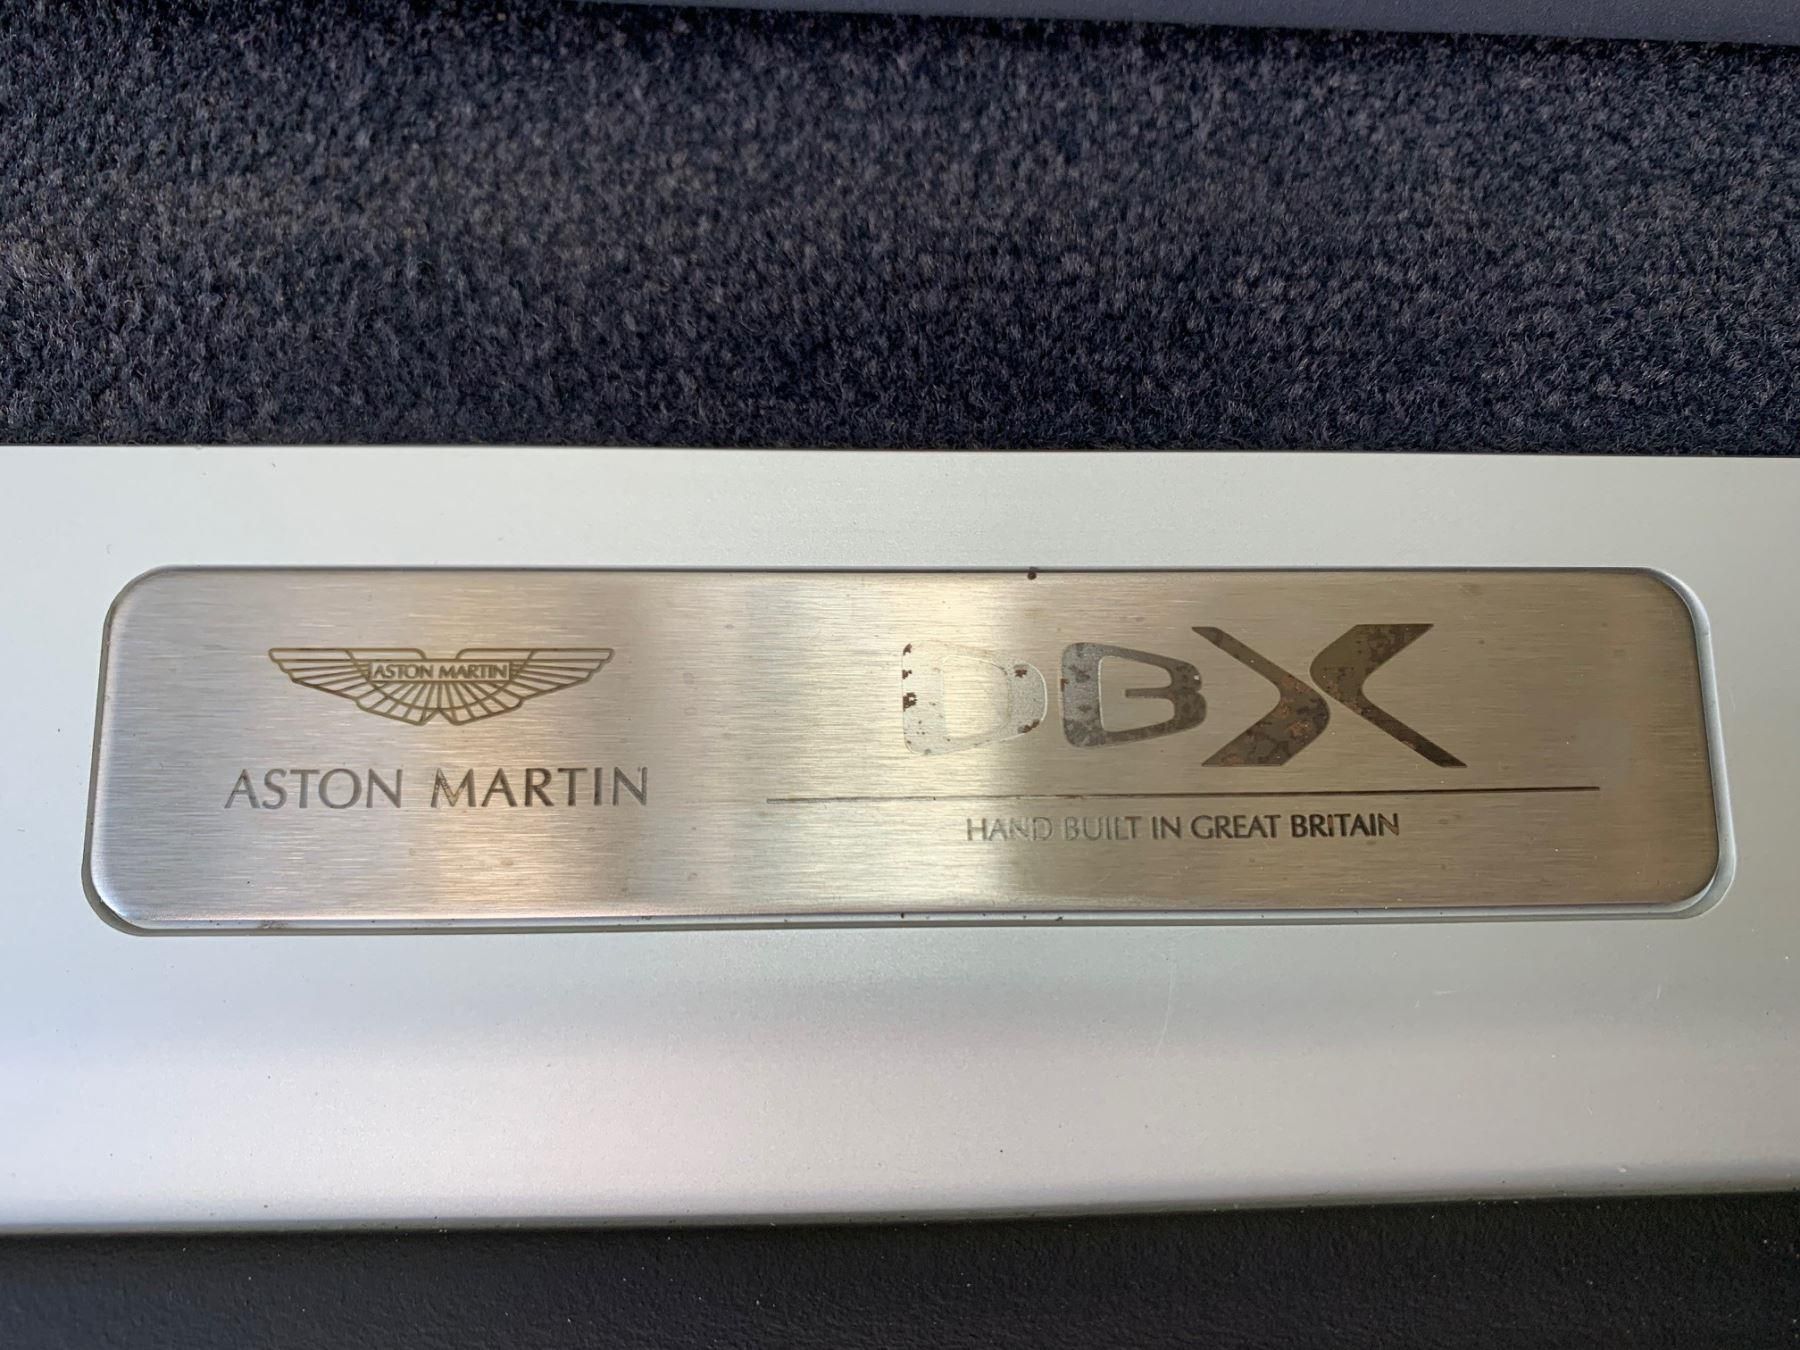 ASTON MARTIN
ASTON MARTIN
DBX
HAND BUILT IN GREAT BRITAIN